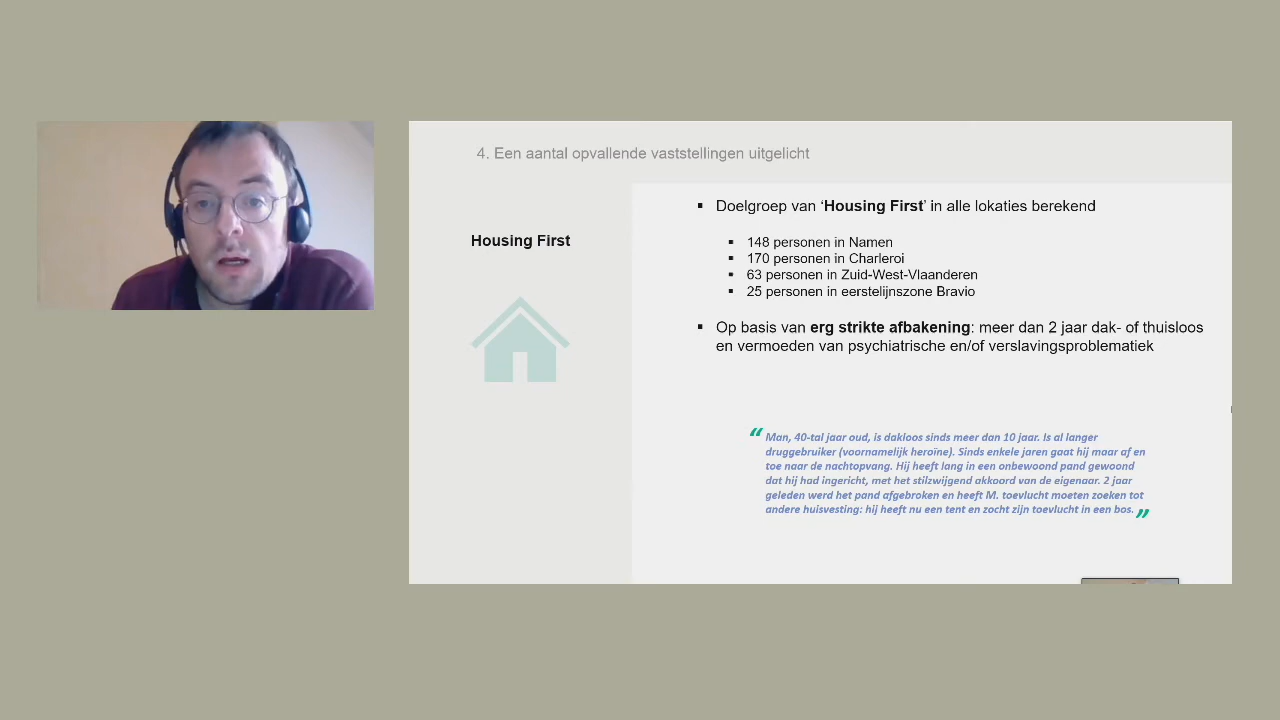 4. Een aantal opvallende vaststellingen uitgelicht
Housing First
▪ Doelgroep van ‘Housing First’ in alle lokaties berekend
▪ 148 personen in Namen
▪ 170 personen in Charleroi
▪ 63 personen in Zuid-West-Vlaanderen
▪ 25 personen in eerstelijnszone Bravio
▪ Op basis van erg strikte afbakening: meer dan 2 jaar dak- of thuisloos
en vermoeden van psychiatrische en/of verslavingsproblematiek
“ Man, 40-tal jaar oud, is dakloos sinds meer dan 10 jaar. Is al langer
druggebruiker (voornamelijk heroïne). Sinds enkele jaren gaat hij maar af en
toe naar de nachtopvang. Hij heeft lang in een onbewoond pand gewoond
dat hij had ingericht, met het stilzwijgend akkoord van de eigenaar. 2 jaar
geleden werd het pand afgebroken en heeft M. toevlucht moeten zoeken tot
andere huisvesting: hij heeft nu een tent en zocht zijn toevlucht in een bos. ”